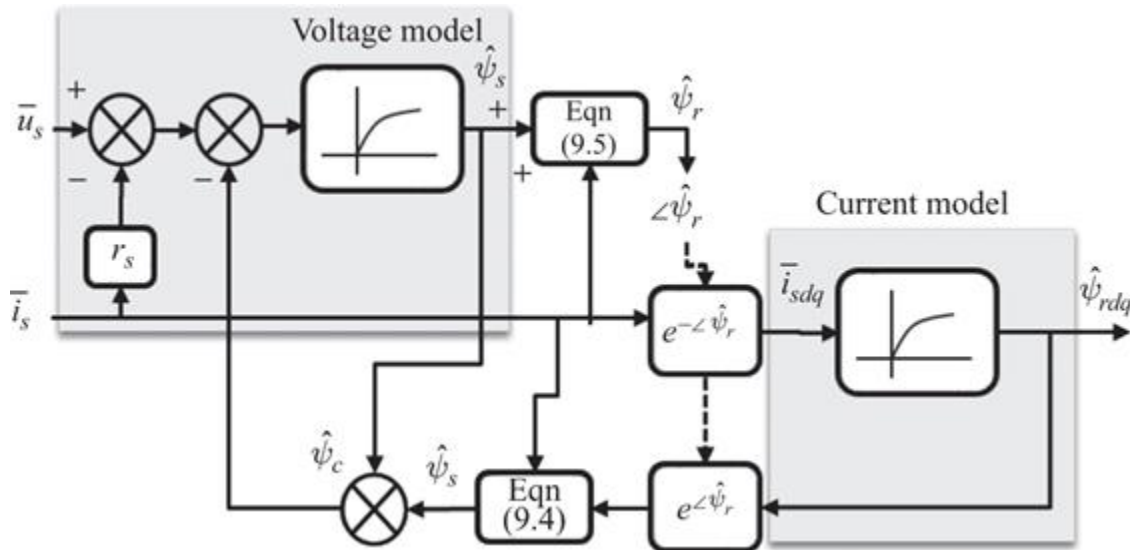 Voltage model
ψ̂_s
+
ū_s
+
Eqn
(9.5)
ψ̂_r
−
−
+
r_s
∠ψ̂_r
Current model
ī_s
ī_sdq
ψ̂_rdq
e^{−∠ψ̂_r}
ψ̂_c
ψ̂_s
Eqn
(9.4)
e^{∠ψ̂_r}